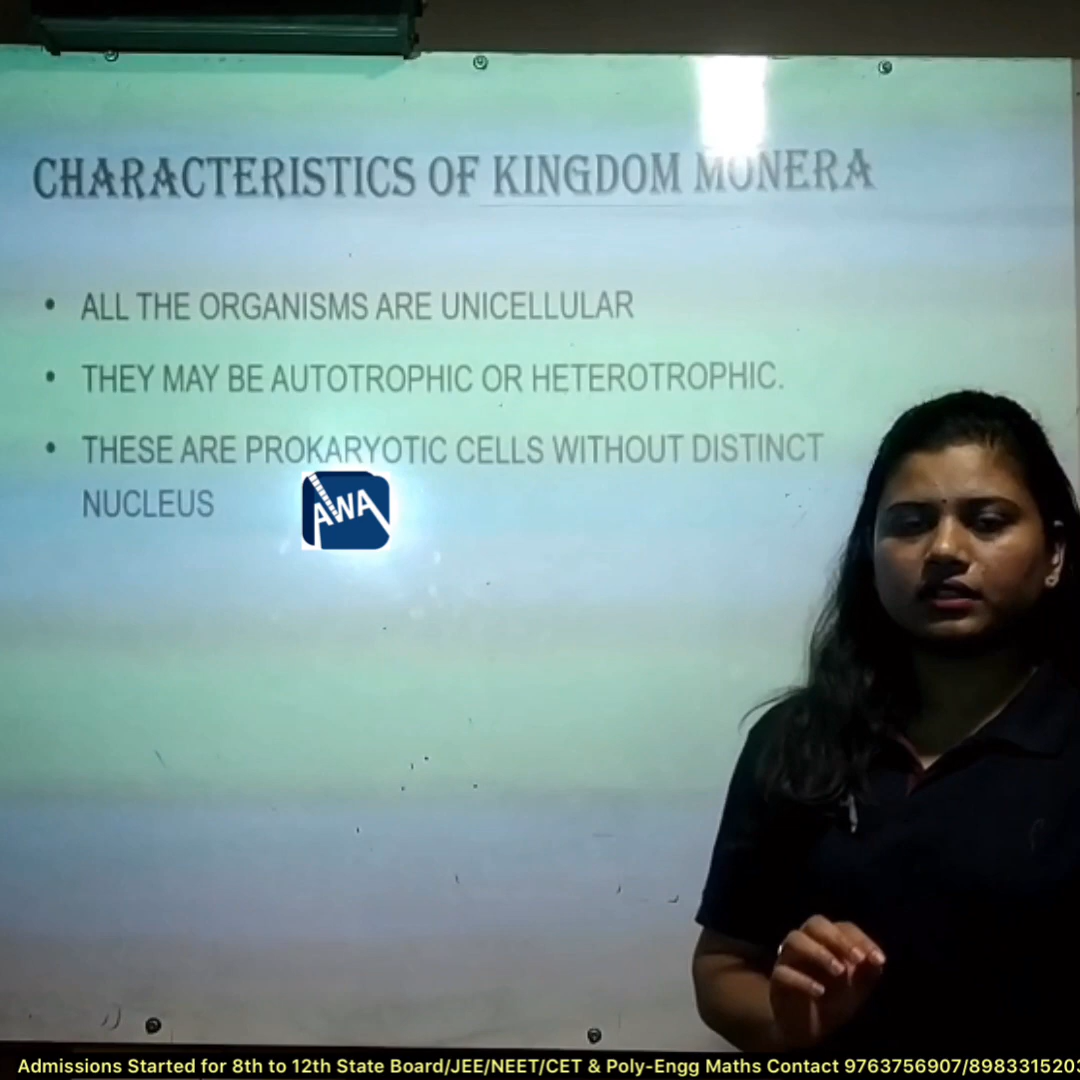 CHARACTERISTICS OF KINGDOM MONERA
• ALL THE ORGANISMS ARE UNICELLULAR
• THEY MAY BE AUTOTROPHIC OR HETEROTROPHIC.
• THESE ARE PROKARYOTIC CELLS WITHOUT DISTINCT
NUCLEUS
AWA
Admissions Started for 8th to 12th State Board/JEE/NEET/CET & Poly-Engg Maths Contact 9763756907/898331520